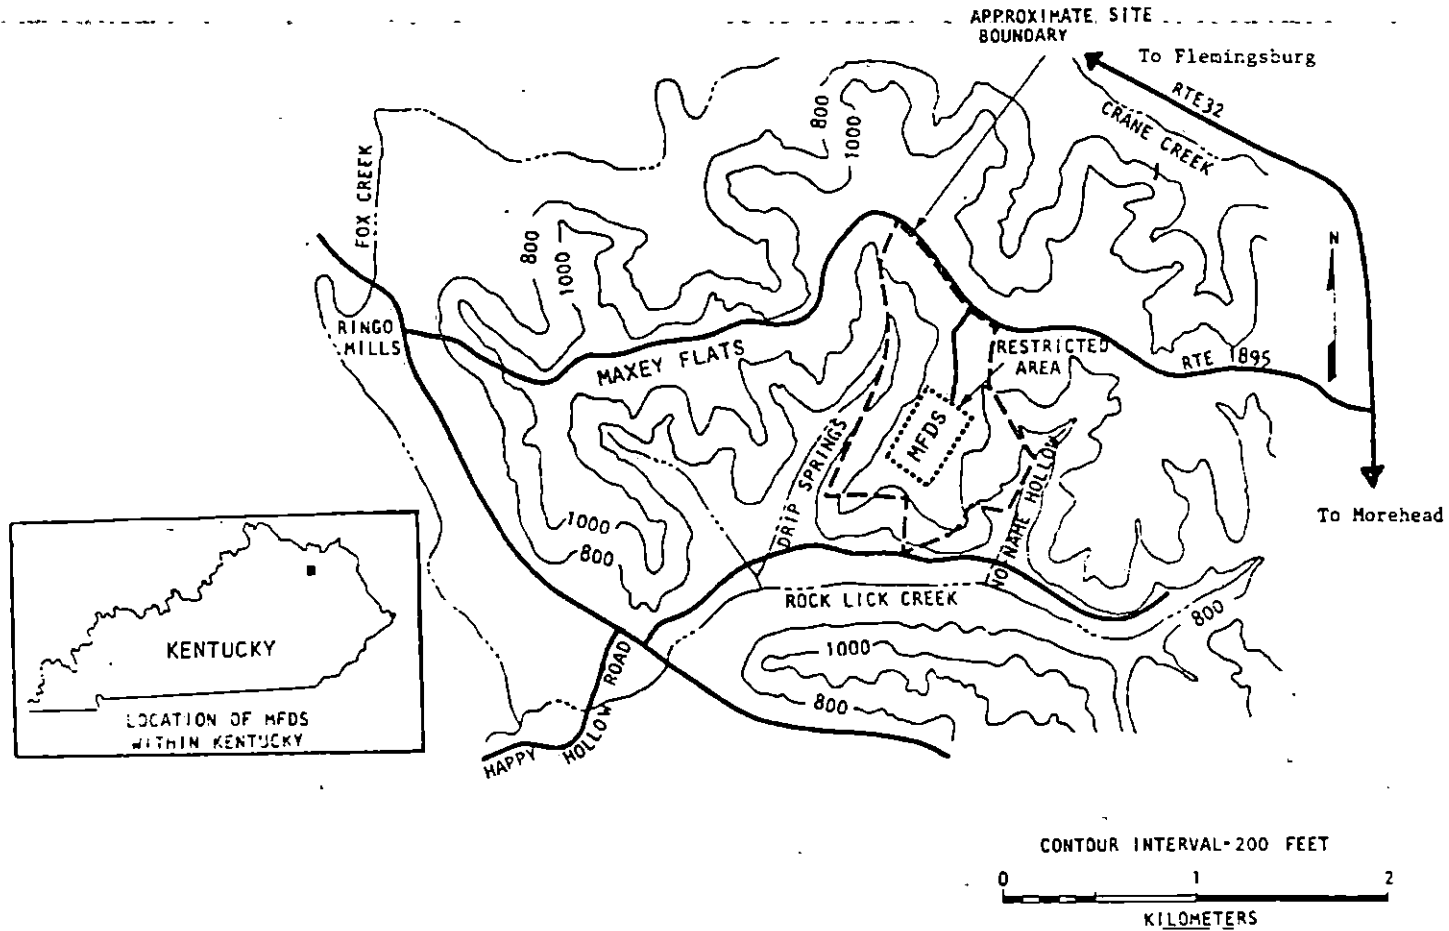 APPROXIMATE SITE
BOUNDARY
To Flemingsburg
RTE 32
CRANE CREEK
800
1000
FOX CREEK
800
1000
N
RINGO
MILLS
MAXEY FLATS
RESTRICTED
AREA
RTE 1895
MFDS
DRIP SPRINGS
NO NAME HOLLOW
To Morehead
1000
800
ROCK LICK CREEK
800
1000
800
HAPPY HOLLOW ROAD
KENTUCKY
LOCATION OF MFDS
WITHIN KENTUCKY
CONTOUR INTERVAL-200 FEET
0 1 2
KILOMETERS